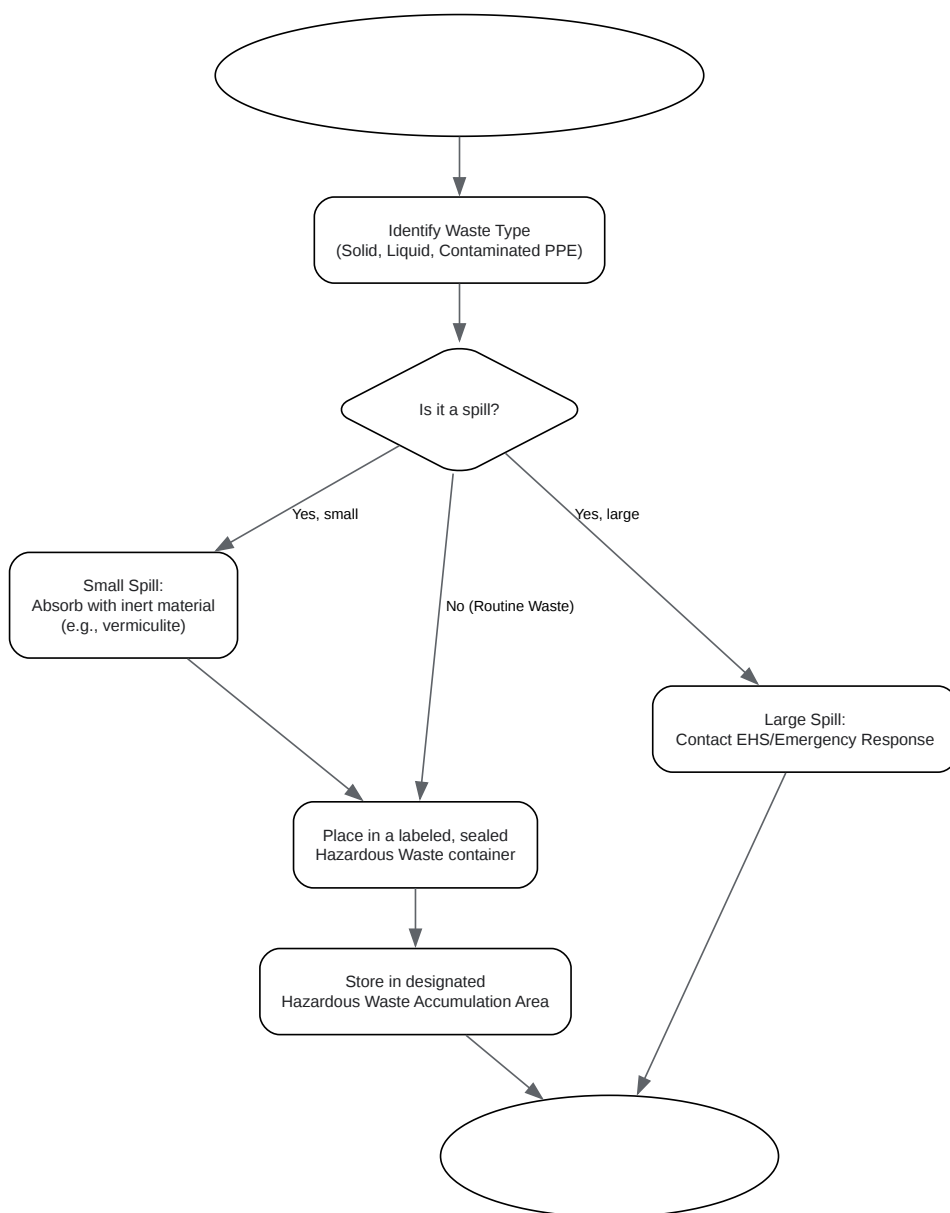 Identify Waste Type
(Solid, Liquid, Contaminated PPE)
Is it a spill?
Yes, small
Yes, large
Small Spill:
Absorb with inert material
(e.g., vermiculite)
No (Routine Waste)
Large Spill:
Contact EHS/Emergency Response
Place in a labeled, sealed
Hazardous Waste container
Store in designated
Hazardous Waste Accumulation Area